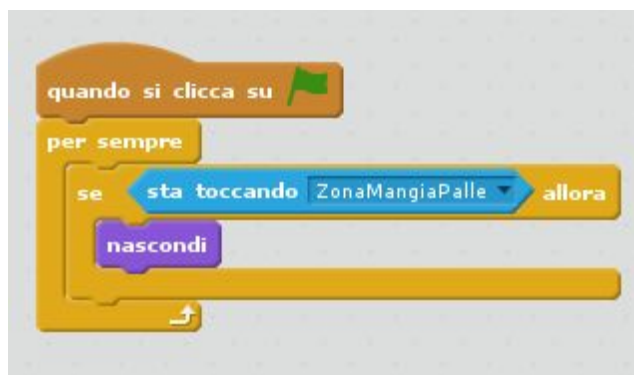 quando si clicca su
per sempre
se sta toccando ZonaMangiaPalle allora
nascondi